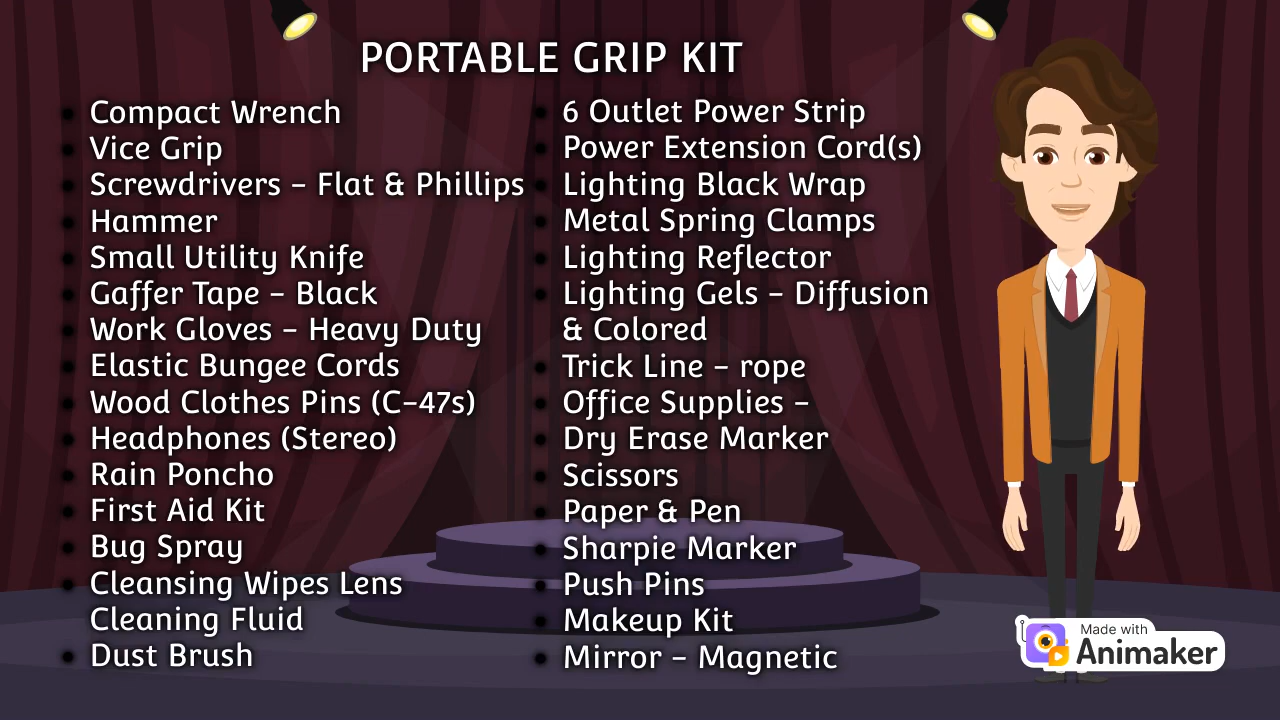 PORTABLE GRIP KIT
Compact Wrench
Vice Grip
Screwdrivers – Flat & Phillips
Hammer
Small Utility Knife
Gaffer Tape – Black
Work Gloves – Heavy Duty
Elastic Bungee Cords
Wood Clothes Pins (C–47s)
Headphones (Stereo)
Rain Poncho
First Aid Kit
Bug Spray
Cleansing Wipes Lens
Cleaning Fluid
Dust Brush
6 Outlet Power Strip
Power Extension Cord(s)
Lighting Black Wrap
Metal Spring Clamps
Lighting Reflector
Lighting Gels – Diffusion
& Colored
Trick Line – rope
Office Supplies –
Dry Erase Marker
Scissors
Paper & Pen
Sharpie Marker
Push Pins
Makeup Kit
Mirror – Magnetic
Made with
Animaker